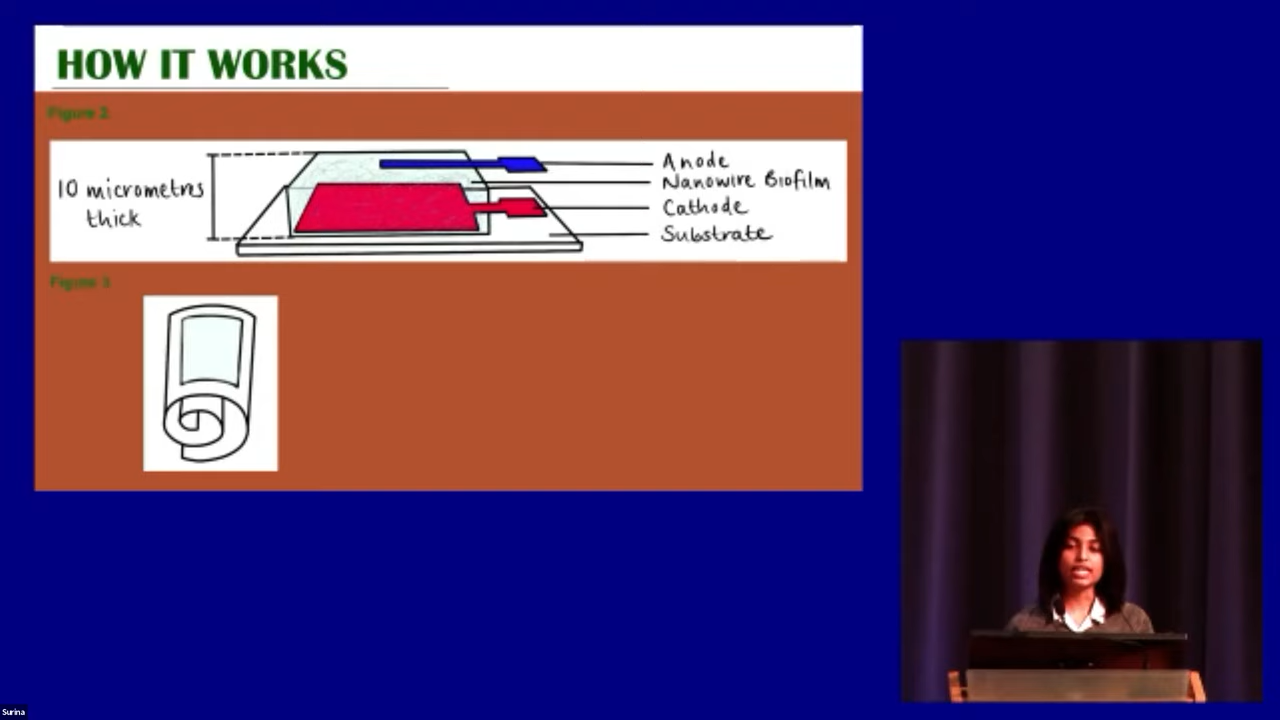 HOW IT WORKS
Figure 2.
10 micrometres
thick
Anode
Nanowire Biofilm
Cathode
Substrate
Figure 3
Surina